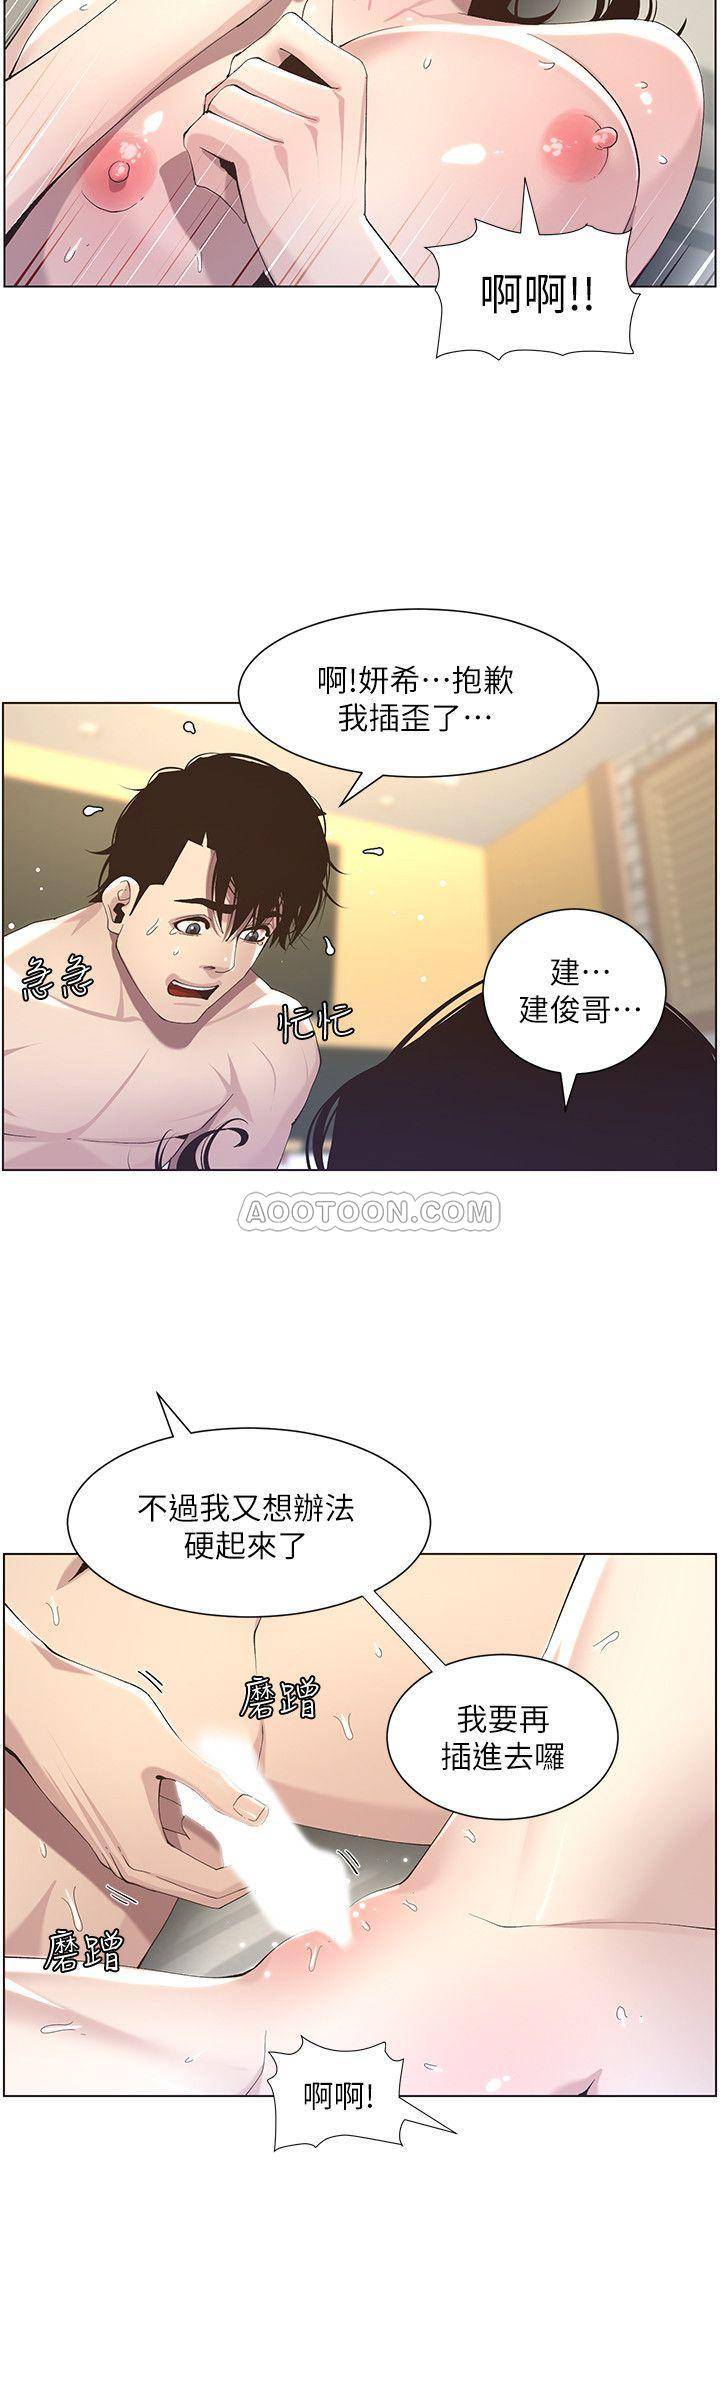 啊啊!!
啊!妍希…抱歉
我插歪了…
急急
忙忙
建…
建俊哥…
AOOTOON.COM
不過我又想辦法
硬起來了
磨蹭
我要再
插進去囉
磨蹭
啊啊!